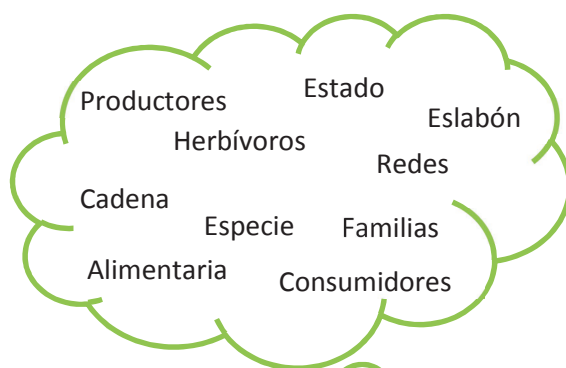 Productores
Estado
Eslabón
Herbívoros
Redes
Cadena
Especie
Familias
Alimentaria
Consumidores